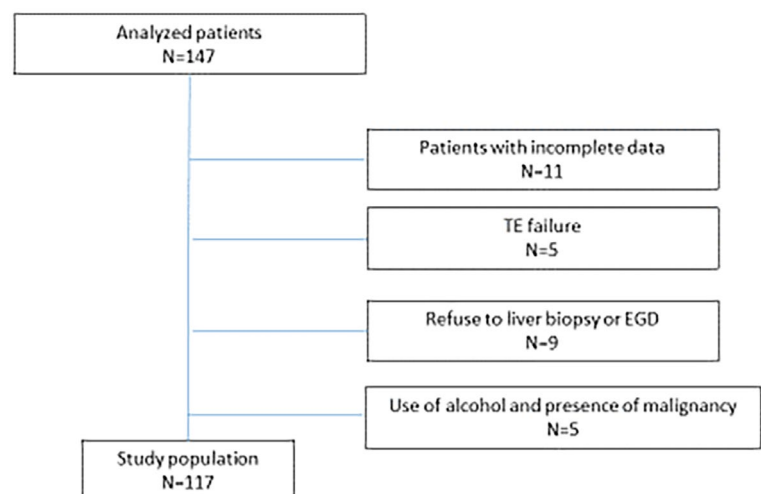 Analyzed patients
N=147
Patients with incomplete data
N=11
TE failure
N=5
Refuse to liver biopsy or EGD
N=9
Use of alcohol and presence of malignancy
N=5
Study population
N=117